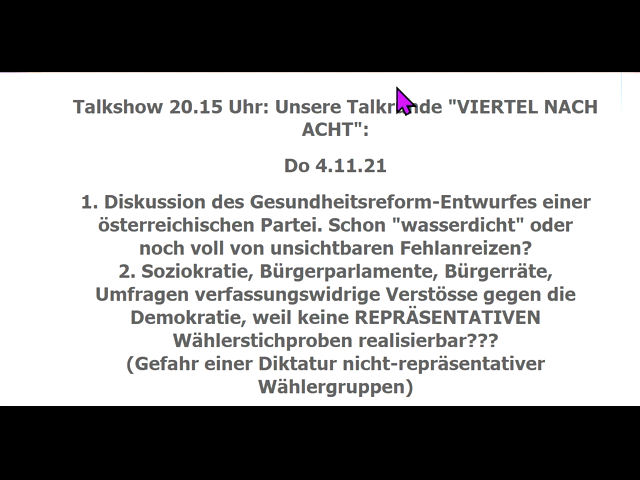 Talkshow 20.15 Uhr: Unsere Talkrunde "VIERTEL NACH
ACHT":
Do 4.11.21
1. Diskussion des Gesundheitsreform-Entwurfes einer
österreichischen Partei. Schon "wasserdicht" oder
noch voll von unsichtbaren Fehlanreizen?
2. Soziokratie, Bürgerparlamente, Bürgerräte,
Umfragen verfassungswidrige Verstösse gegen die
Demokratie, weil keine REPRÄSENTATIVEN
Wählerstichproben realisierbar???
(Gefahr einer Diktatur nicht-repräsentativer
Wählergruppen)